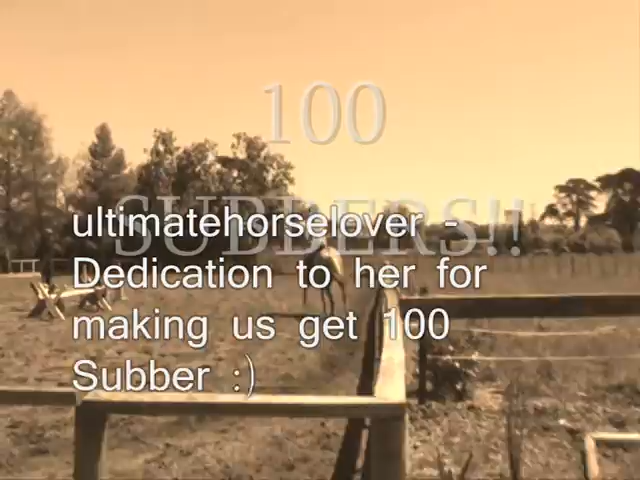 100
SUBBERS!!
ultimatehorselover -
Dedication to her for
making us get 100
Subber :)